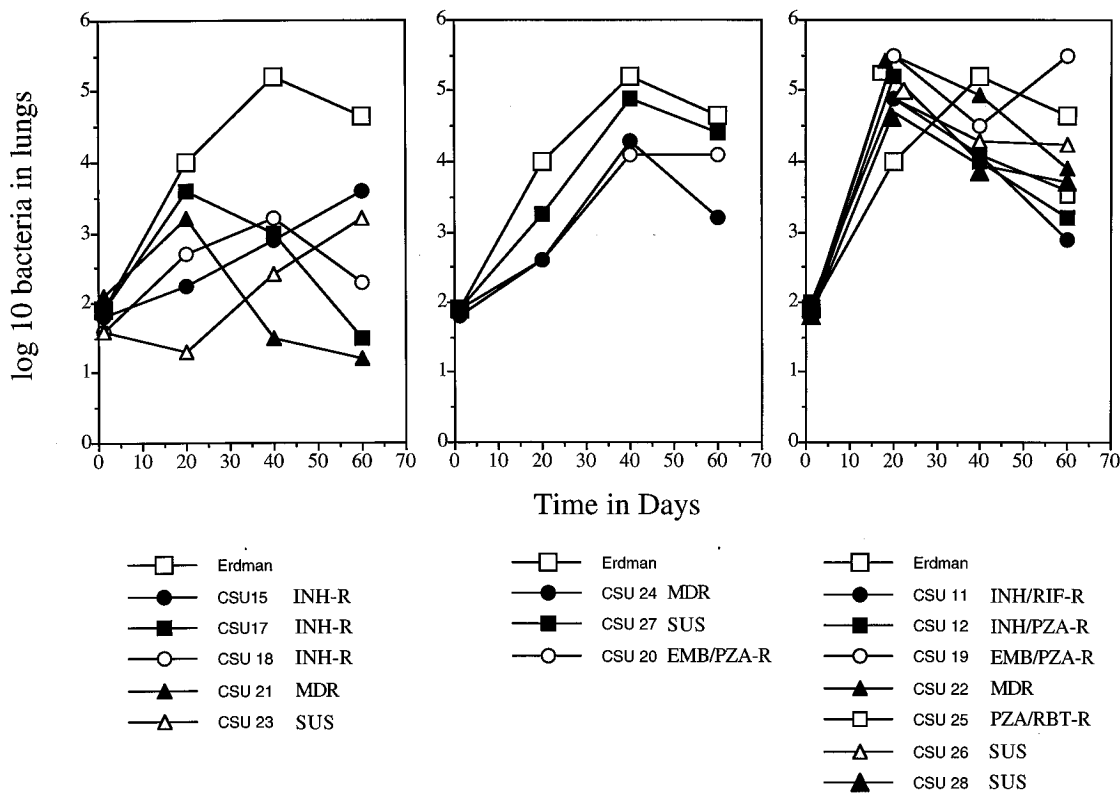 log 10 bacteria in lungs
6
5
4
3
2
1
0
0 10 20 30 40 50 60 70
6
5
4
3
2
1
0
0 10 20 30 40 50 60 70
6
5
4
3
2
1
0
0 10 20 30 40 50 60 70
Time in Days
Erdman
CSU15 INH-R
CSU17 INH-R
CSU 18 INH-R
CSU 21 MDR
CSU 23 SUS
Erdman
CSU 24 MDR
CSU 27 SUS
CSU 20 EMB/PZA-R
Erdman
CSU 11 INH/RIF-R
CSU 12 INH/PZA-R
CSU 19 EMB/PZA-R
CSU 22 MDR
CSU 25 PZA/RBT-R
CSU 26 SUS
CSU 28 SUS